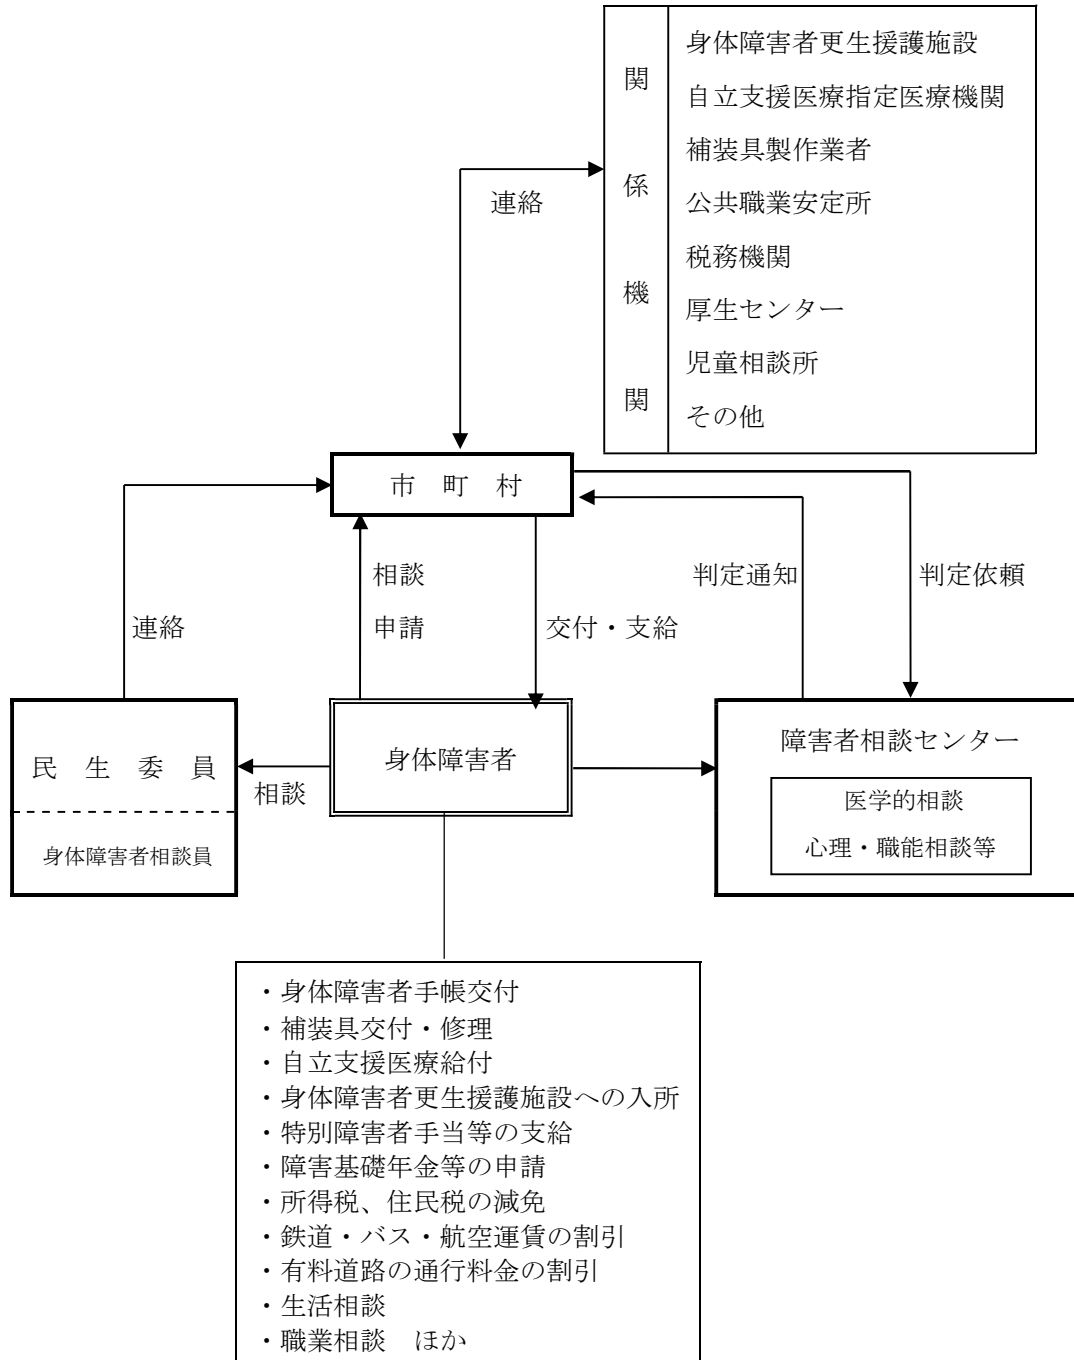 関係機関
身体障害者更生援護施設
自立支援医療指定医療機関
補装具製作業者
公共職業安定所
税務機関
厚生センター
児童相談所
その他
連絡
市 町 村
相談
申請
交付・支給
判定通知
判定依頼
連絡
民 生 委 員
身体障害者相談員
相談
身体障害者
障害者相談センター
医学的相談
心理・職能相談等
・身体障害者手帳交付
・補装具交付・修理
・自立支援医療給付
・身体障害者更生援護施設への入所
・特別障害者手当等の支給
・障害基礎年金等の申請
・所得税、住民税の減免
・鉄道・バス・航空運賃の割引
・有料道路の通行料金の割引
・生活相談
・職業相談 ほか